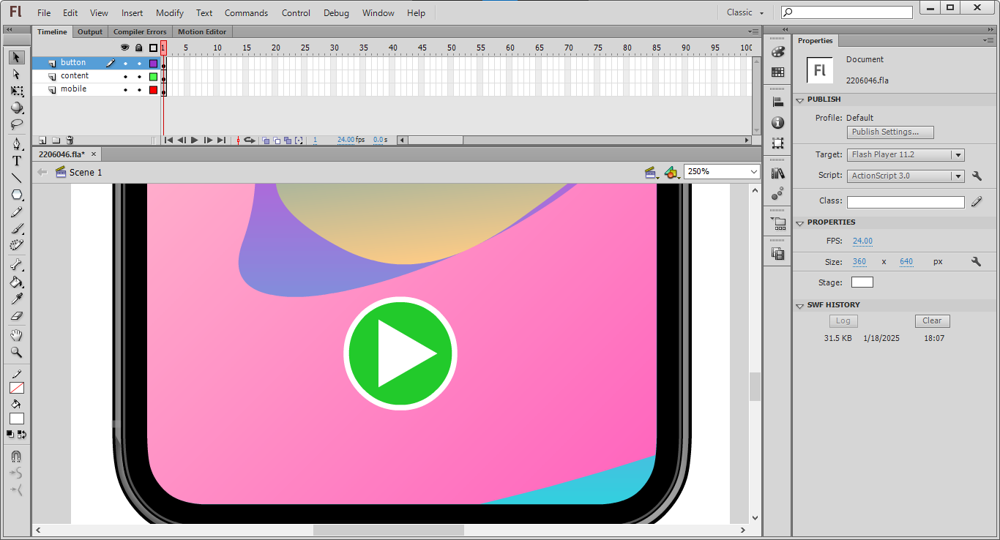 Fl File Edit View Insert Modify Text Commands Control Debug Window Help Classic
Timeline Output Compiler Errors Motion Editor
1 5 10 15 20 25 30 35 40 45 50 55 60 65 70 75 80 85 90 95 100
button
content
mobile
1 24.00 fps 0.0 s
2206046.fla* ×
Scene 1 250%
Properties
Fl
Document
2206046.fla
PUBLISH
Profile: Default
Publish Settings...
Target: Flash Player 11.2
Script: ActionScript 3.0
Class:
PROPERTIES
FPS: 24.00
Size: 360 x 640 px
Stage:
SWF HISTORY
Log Clear
31.5 KB 1/18/2025 18:07